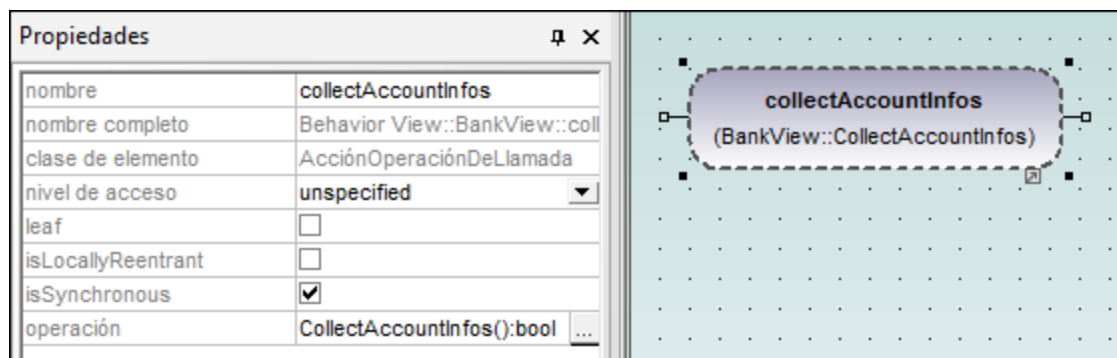 Propiedades
nombre collectAccountInfos
nombre completo Behavior View::BankView::coll
clase de elemento AcciónOperaciónDeLlamada
nivel de acceso unspecified
leaf
isLocallyReentrant
isSynchronous
operación CollectAccountInfos():bool ...
collectAccountInfos
(BankView::CollectAccountInfos)